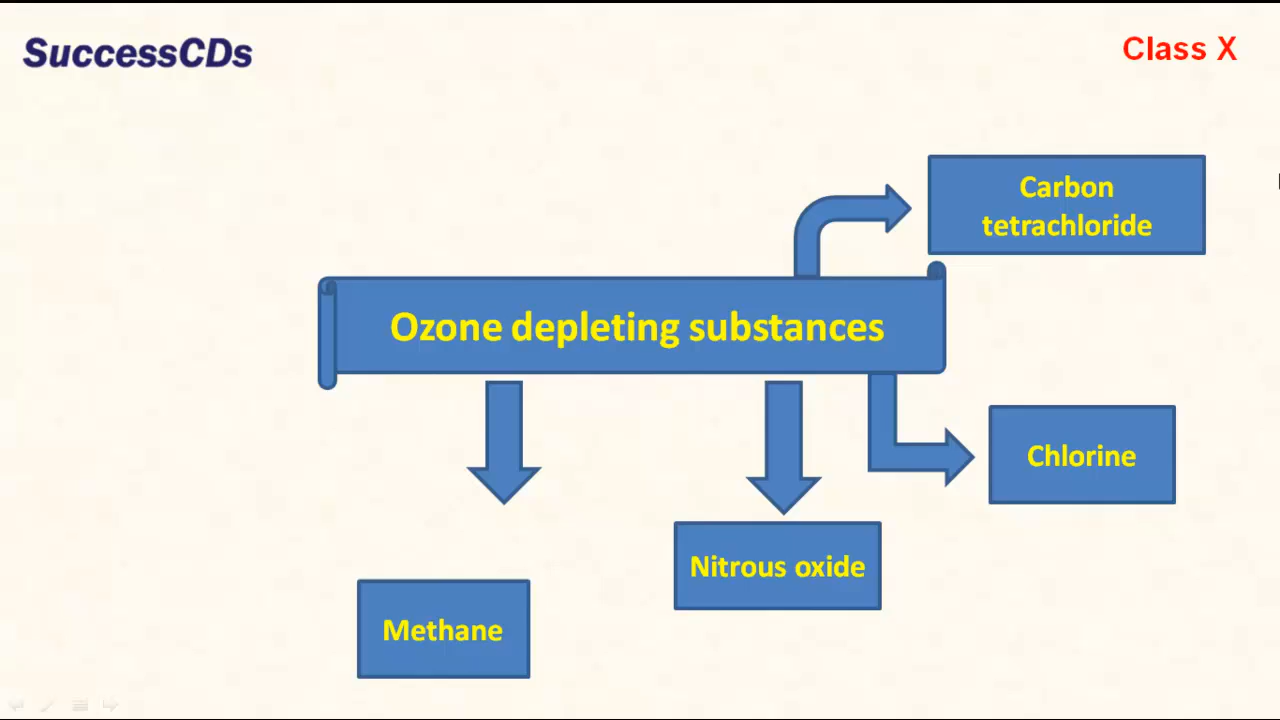 SuccessCDs
Class X
Carbon
tetrachloride
Ozone depleting substances
Chlorine
Nitrous oxide
Methane